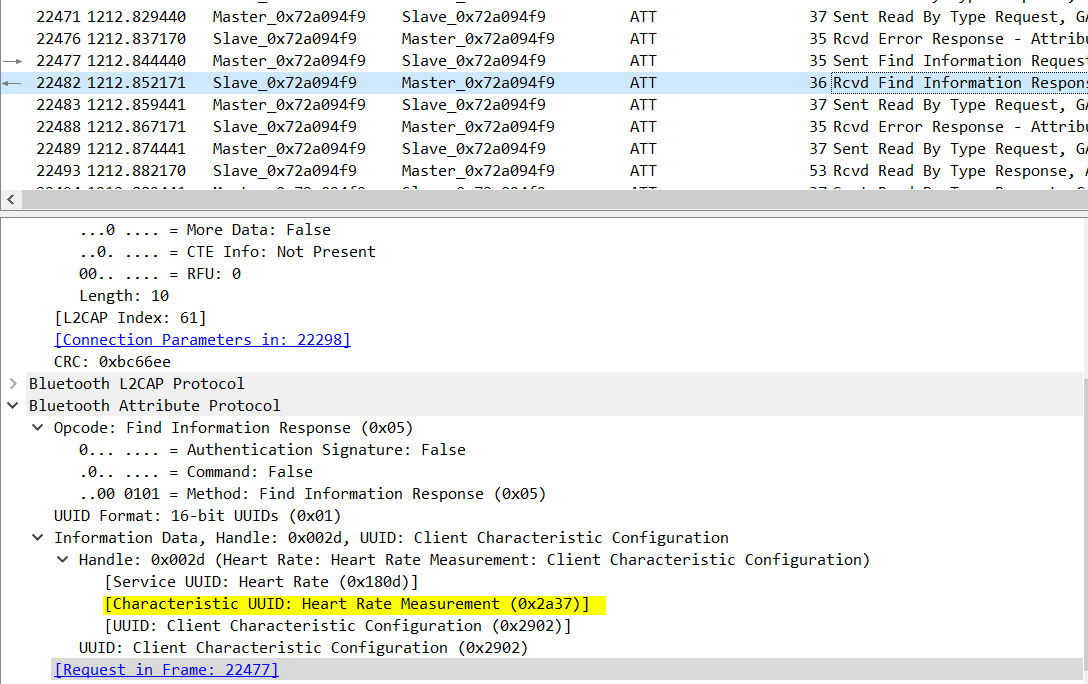 22471 1212.829440 Master_0x72a094f9 Slave_0x72a094f9 ATT 37 Sent Read By Type Request, GA
22476 1212.837170 Slave_0x72a094f9 Master_0x72a094f9 ATT 35 Rcvd Error Response - Attribu
22477 1212.844440 Master_0x72a094f9 Slave_0x72a094f9 ATT 35 Sent Find Information Reques
22482 1212.852171 Slave_0x72a094f9 Master_0x72a094f9 ATT 36 Rcvd Find Information Respon
22483 1212.859441 Master_0x72a094f9 Slave_0x72a094f9 ATT 37 Sent Read By Type Request, GA
22488 1212.867171 Slave_0x72a094f9 Master_0x72a094f9 ATT 35 Rcvd Error Response - Attribu
22489 1212.874441 Master_0x72a094f9 Slave_0x72a094f9 ATT 37 Sent Read By Type Request, GA
22493 1212.882170 Slave_0x72a094f9 Master_0x72a094f9 ATT 53 Rcvd Read By Type Response, A
...0 .... = More Data: False
..0. .... = CTE Info: Not Present
00.. .... = RFU: 0
Length: 10
[L2CAP Index: 61]
[Connection Parameters in: 22298]
CRC: 0xbc66ee
Bluetooth L2CAP Protocol
Bluetooth Attribute Protocol
Opcode: Find Information Response (0x05)
0... .... = Authentication Signature: False
.0.. .... = Command: False
..00 0101 = Method: Find Information Response (0x05)
UUID Format: 16-bit UUIDs (0x01)
Information Data, Handle: 0x002d, UUID: Client Characteristic Configuration
Handle: 0x002d (Heart Rate: Heart Rate Measurement: Client Characteristic Configuration)
[Service UUID: Heart Rate (0x180d)]
[Characteristic UUID: Heart Rate Measurement (0x2a37)]
[UUID: Client Characteristic Configuration (0x2902)]
UUID: Client Characteristic Configuration (0x2902)
[Request in Frame: 22477]